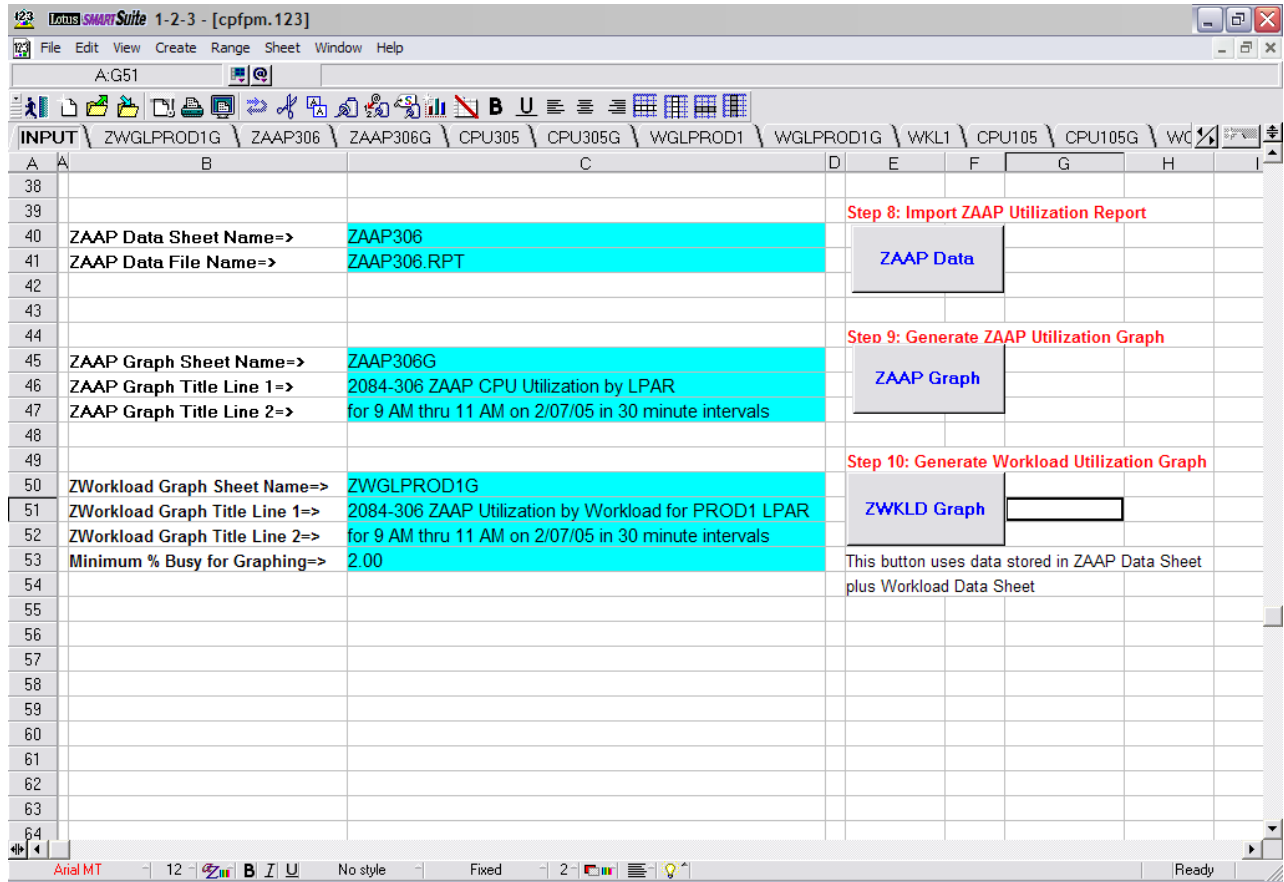 Lotus SMARTSuite 1-2-3 - [cpfpm.123]
File Edit View Create Range Sheet Window Help
A:G51
INPUT ZWGLPROD1G ZAAP306 ZAAP306G CPU305 CPU305G WGLPROD1 WGLPROD1G WKL1 CPU105 CPU105G
A A B C D E F G H I
38
39 Step 8: Import ZAAP Utilization Report
40 ZAAP Data Sheet Name=> ZAAP306
41 ZAAP Data File Name=> ZAAP306.RPT
ZAAP Data
42
43
44 Step 9: Generate ZAAP Utilization Graph
45 ZAAP Graph Sheet Name=> ZAAP306G
46 ZAAP Graph Title Line 1=> 2084-306 ZAAP CPU Utilization by LPAR
ZAAP Graph
47 ZAAP Graph Title Line 2=> for 9 AM thru 11 AM on 2/07/05 in 30 minute intervals
48
49 Step 10: Generate Workload Utilization Graph
50 ZWorkload Graph Sheet Name=> ZWGLPROD1G
51 ZWorkload Graph Title Line 1=> 2084-306 ZAAP Utilization by Workload for PROD1 LPAR
ZWKLD Graph
52 ZWorkload Graph Title Line 2=> for 9 AM thru 11 AM on 2/07/05 in 30 minute intervals
53 Minimum % Busy for Graphing=> 2.00 This button uses data stored in ZAAP Data Sheet
54 plus Workload Data Sheet
55
56
57
58
59
60
61
62
63
64
Arial MT 12 B I U No style Fixed 2 Ready